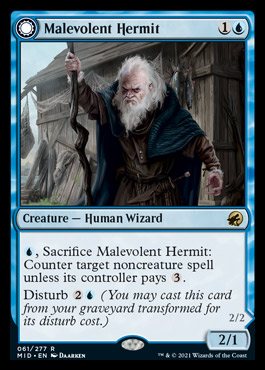 Malevolent Hermit 1
Creature — Human Wizard
, Sacrifice Malevolent Hermit:
Counter target noncreature spell
unless its controller pays 3.
Disturb 2 (You may cast this card
from your graveyard transformed for
its disturb cost.)
2/2
2/1
061/277 R
MID • EN DAARKEN
™ & © 2021 Wizards of the Coast